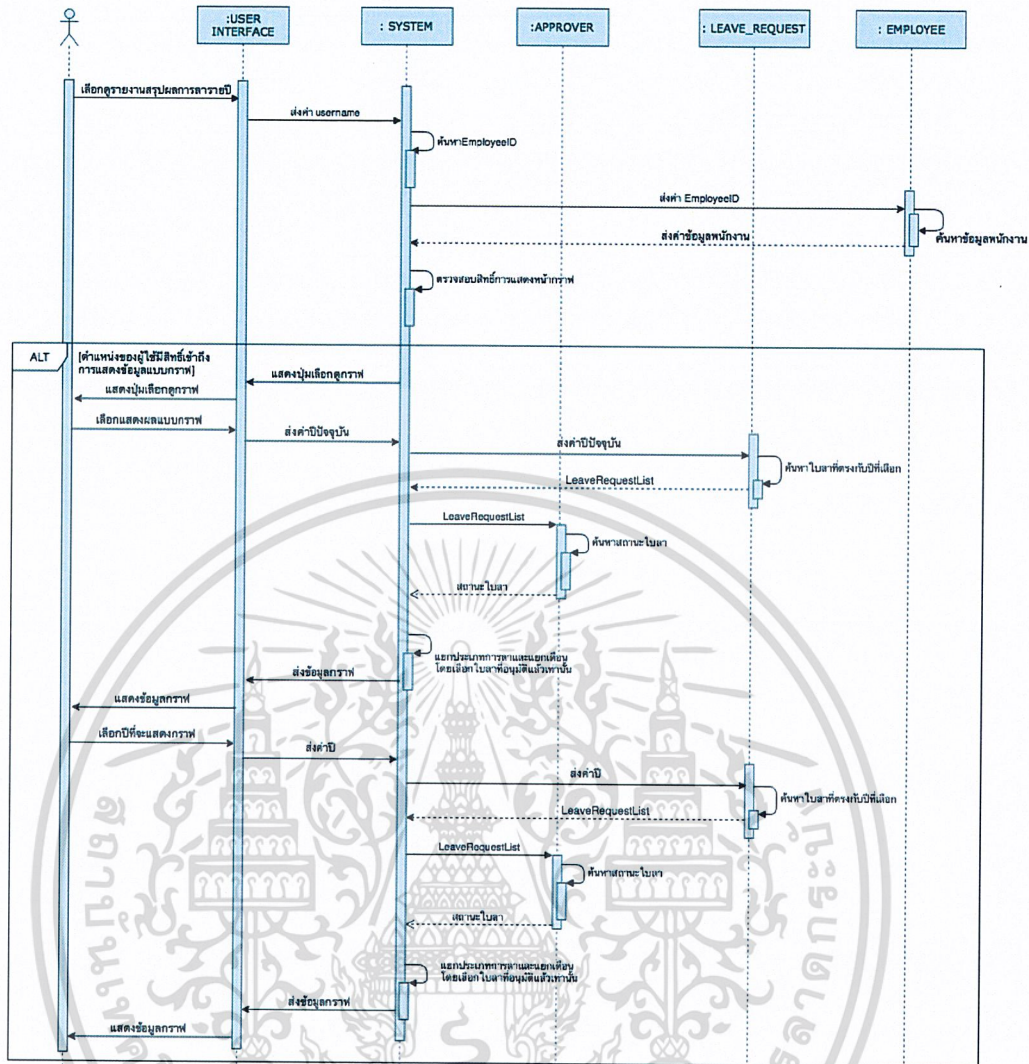 :USER
INTERFACE
: SYSTEM
:APPROVER
: LEAVE_REQUEST
: EMPLOYEE
เลือกดูรายงานสรุปผลการลารายปี
ส่งค่า username
ค้นหาEmployeeID
ส่งค่า EmployeeID
ส่งค่าข้อมูลพนักงาน
ค้นหาข้อมูลพนักงาน
ตรวจสอบสิทธิ์การแสดงหน้ากราฟ
ALT
[ตำแหน่งของผู้ใช้มีสิทธิ์เข้าถึง
การแสดงข้อมูลแบบกราฟ]
แสดงปุ่มเลือกดูกราฟ
แสดงปุ่มเลือกดูกราฟ
เลือกแสดงผลแบบกราฟ
ส่งค่าปีปัจจุบัน
ส่งค่าปีปัจจุบัน
ค้นหาใบลาที่ตรงกับปีที่เลือก
LeaveRequestList
LeaveRequestList
ค้นหาสถานะใบลา
สถานะใบลา
แยกประเภทการลาและแยกเดือน
โดยเลือกใบลาที่อนุมัติแล้วเท่านั้น
ส่งข้อมูลกราฟ
แสดงข้อมูลกราฟ
เลือกปีที่จะแสดงกราฟ
ส่งค่าปี
ส่งค่าปี
ค้นหาใบลาที่ตรงกับปีที่เลือก
LeaveRequestList
LeaveRequestList
ค้นหาสถานะใบลา
สถานะใบลา
แยกประเภทการลาและแยกเดือน
โดยเลือกใบลาที่อนุมัติแล้วเท่านั้น
ส่งข้อมูลกราฟ
แสดงข้อมูลกราฟ